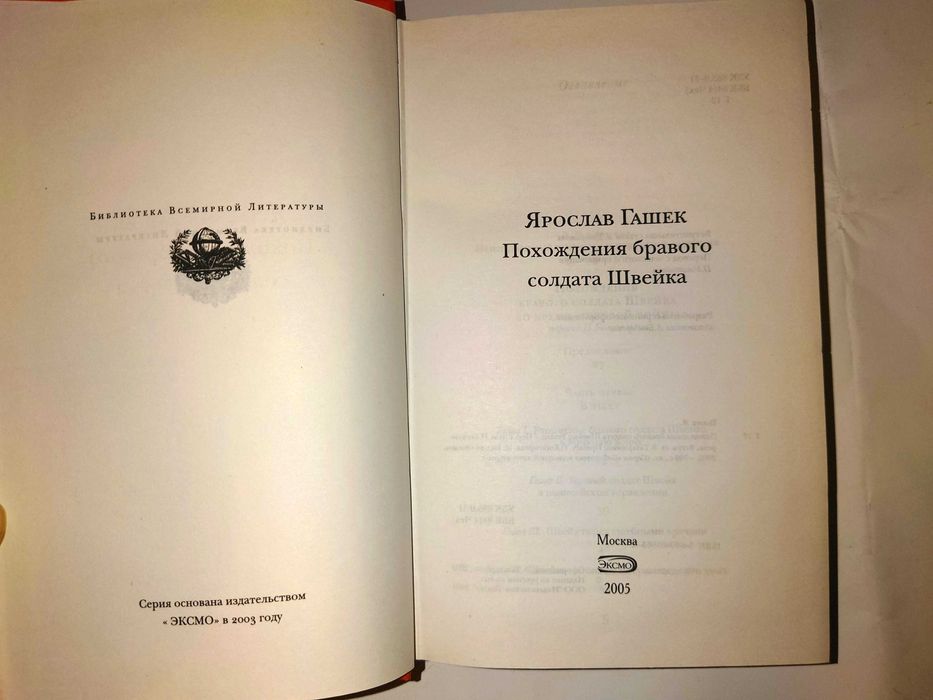 Библиотека Всемирной Литературы
Серия основана издательством
« ЭКСМО» в 2003 году
Ярослав Гашек
Похождения бравого
солдата Швейка
Москва
ЭКСМО
2005